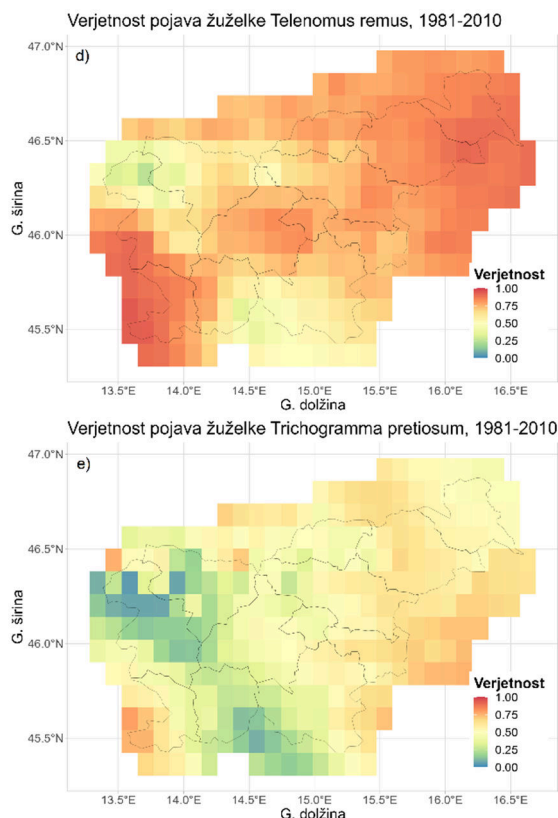 Verjetnost pojava žuželke Telenomus remus, 1981-2010
d)
47.0°N
46.5°N
46.0°N
45.5°N
G. širina
Verjetnost
1.00
0.75
0.50
0.25
0.00
13.5°E 14.0°E 14.5°E 15.0°E 15.5°E 16.0°E 16.5°E
G. dolžina
Verjetnost pojava žuželke Trichogramma pretiosum, 1981-2010
e)
47.0°N
46.5°N
46.0°N
45.5°N
G. širina
Verjetnost
1.00
0.75
0.50
0.25
0.00
13.5°E 14.0°E 14.5°E 15.0°E 15.5°E 16.0°E 16.5°E
G. dolžina